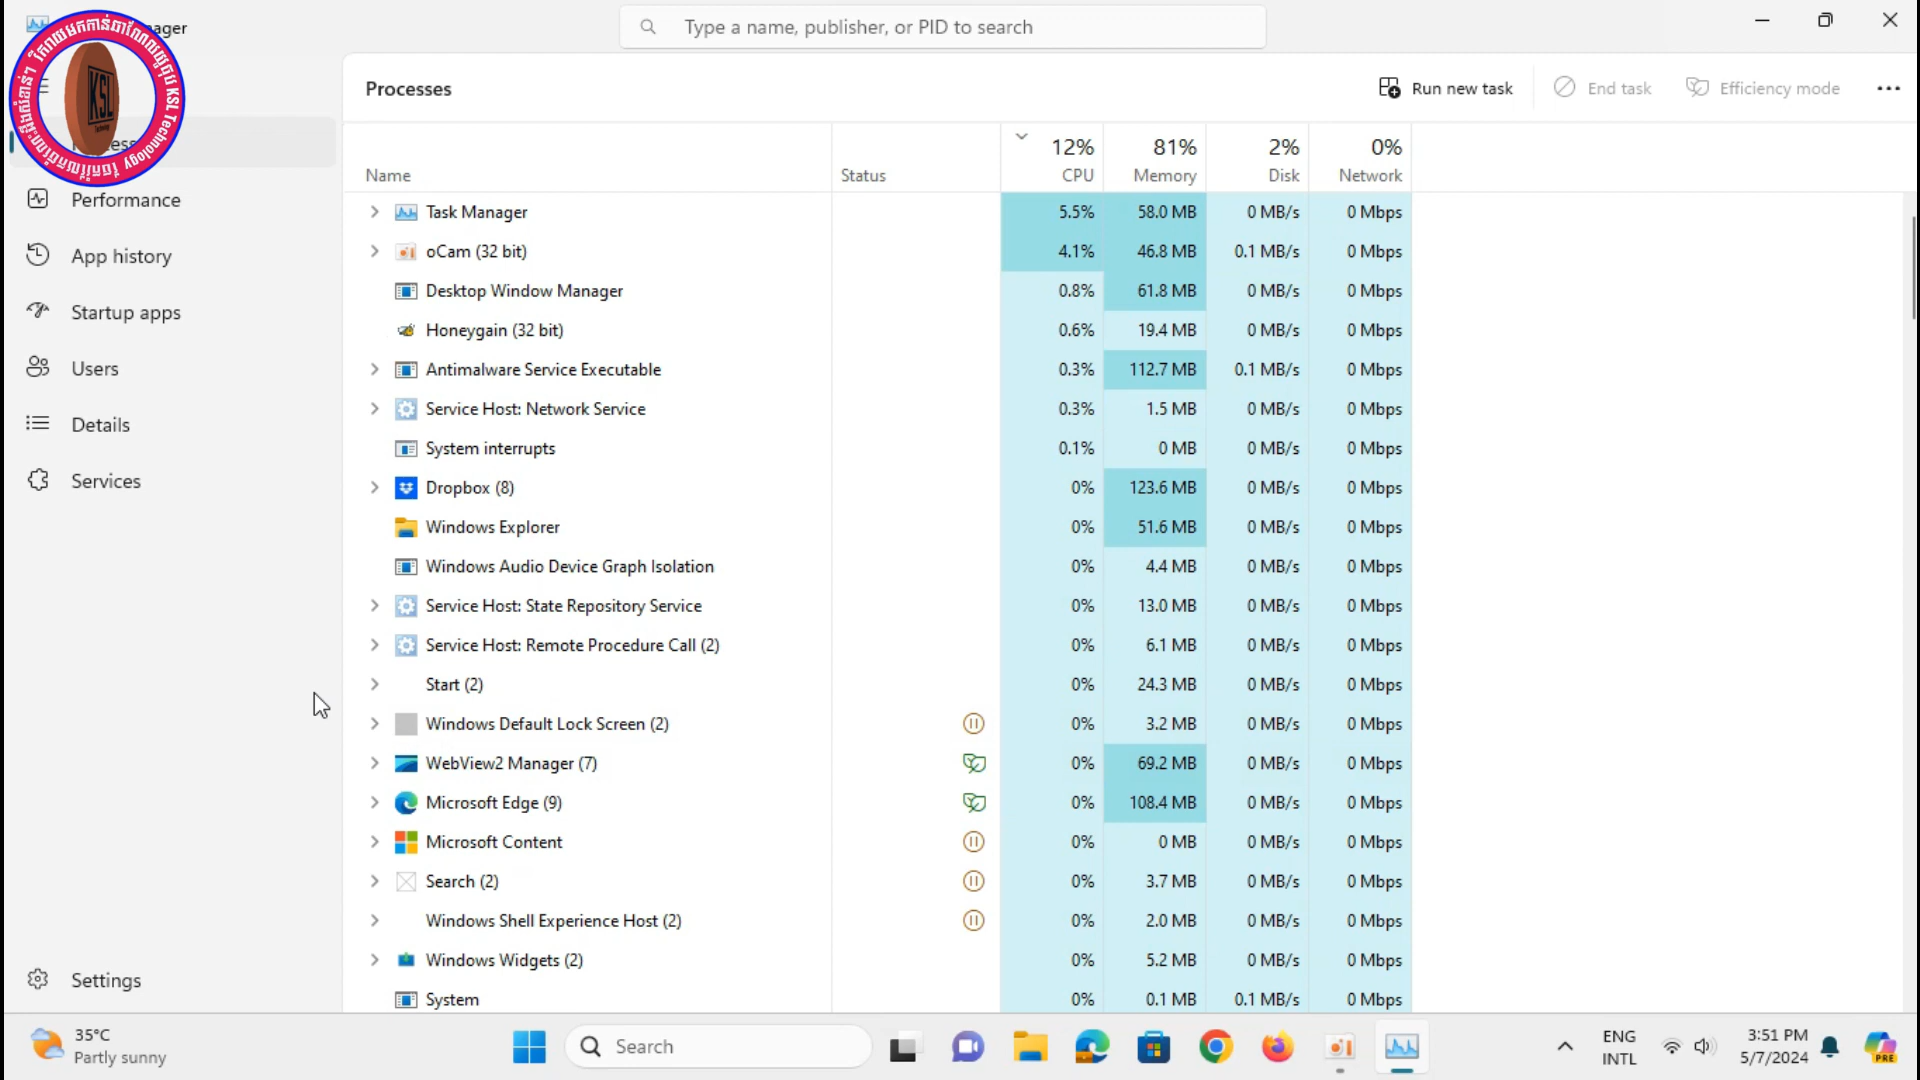 ager
Type a name, publisher, or PID to search
KSL
Technology
KSL Technology
Processes
Run new task
End task
Efficiency mode
Performance
App history
Startup apps
Users
Details
Services
Settings
Name Status 12% CPU 81% Memory 2% Disk 0% Network
Task Manager 5.5% 58.0 MB 0 MB/s 0 Mbps
oCam (32 bit) 4.1% 46.8 MB 0.1 MB/s 0 Mbps
Desktop Window Manager 0.8% 61.8 MB 0 MB/s 0 Mbps
Honeygain (32 bit) 0.6% 19.4 MB 0 MB/s 0 Mbps
Antimalware Service Executable 0.3% 112.7 MB 0.1 MB/s 0 Mbps
Service Host: Network Service 0.3% 1.5 MB 0 MB/s 0 Mbps
System interrupts 0.1% 0 MB 0 MB/s 0 Mbps
Dropbox (8) 0% 123.6 MB 0 MB/s 0 Mbps
Windows Explorer 0% 51.6 MB 0 MB/s 0 Mbps
Windows Audio Device Graph Isolation 0% 4.4 MB 0 MB/s 0 Mbps
Service Host: State Repository Service 0% 13.0 MB 0 MB/s 0 Mbps
Service Host: Remote Procedure Call (2) 0% 6.1 MB 0 MB/s 0 Mbps
Start (2) 0% 24.3 MB 0 MB/s 0 Mbps
Windows Default Lock Screen (2) 0% 3.2 MB 0 MB/s 0 Mbps
WebView2 Manager (7) 0% 69.2 MB 0 MB/s 0 Mbps
Microsoft Edge (9) 0% 108.4 MB 0 MB/s 0 Mbps
Microsoft Content 0% 0 MB 0 MB/s 0 Mbps
Search (2) 0% 3.7 MB 0 MB/s 0 Mbps
Windows Shell Experience Host (2) 0% 2.0 MB 0 MB/s 0 Mbps
Windows Widgets (2) 0% 5.2 MB 0 MB/s 0 Mbps
System 0% 0.1 MB 0.1 MB/s 0 Mbps
35°C
Partly sunny
Search
ENG
INTL
3:51 PM
5/7/2024
PRE